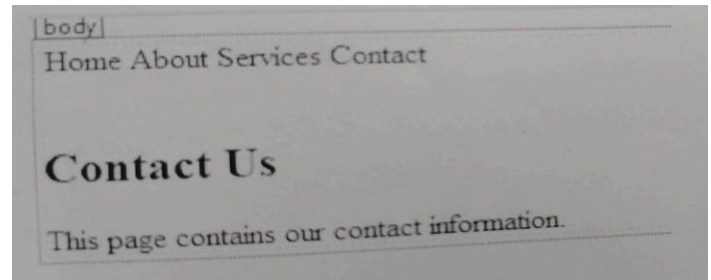 body
Home About Services Contact
Contact Us
This page contains our contact information.